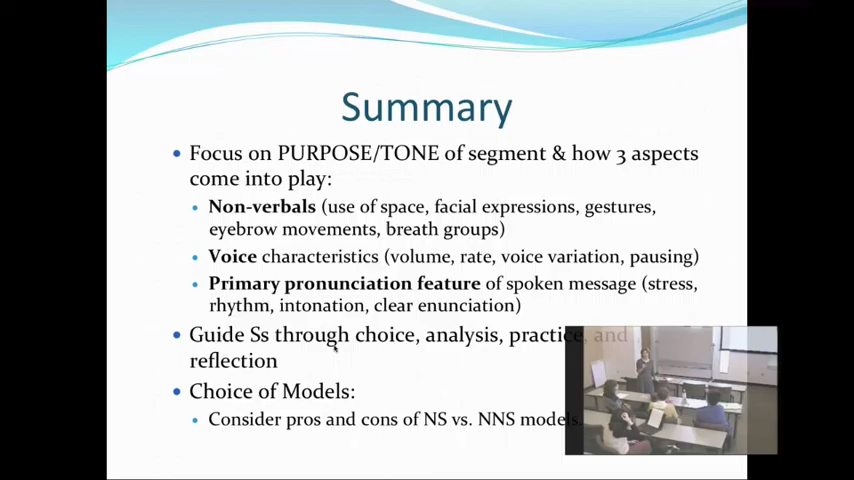 Summary
Focus on PURPOSE/TONE of segment & how 3 aspects
come into play:
Non-verbals (use of space, facial expressions, gestures,
eyebrow movements, breath groups)
Voice characteristics (volume, rate, voice variation, pausing)
Primary pronunciation feature of spoken message (stress,
rhythm, intonation, clear enunciation)
Guide Ss through choice, analysis, practice, and
reflection
Choice of Models:
Consider pros and cons of NS vs. NNS models.